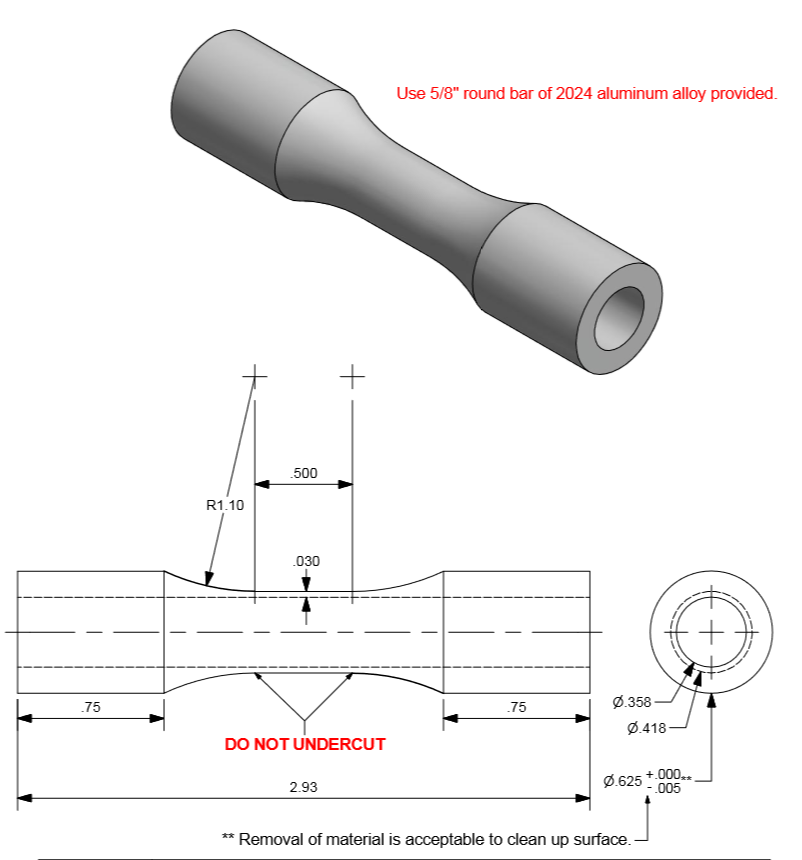 Use 5/8" round bar of 2024 aluminum alloy provided.
.500
R1.10
.030
.75
.75
Ø.358
Ø.418
DO NOT UNDERCUT
Ø.625 +.000 **
- .005
2.93
** Removal of material is acceptable to clean up surface.